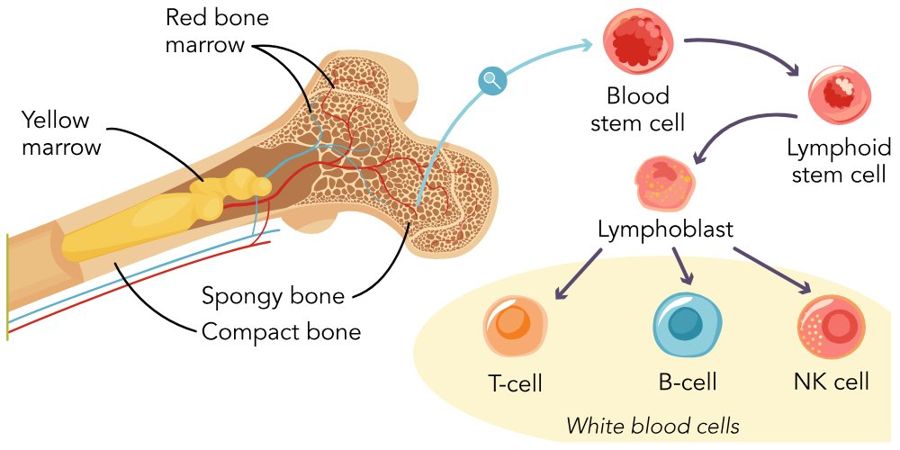 Red bone
marrow
Yellow
marrow
Spongy bone
Compact bone
Blood
stem cell
Lymphoid
stem cell
Lymphoblast
T-cell
B-cell
NK cell
White blood cells